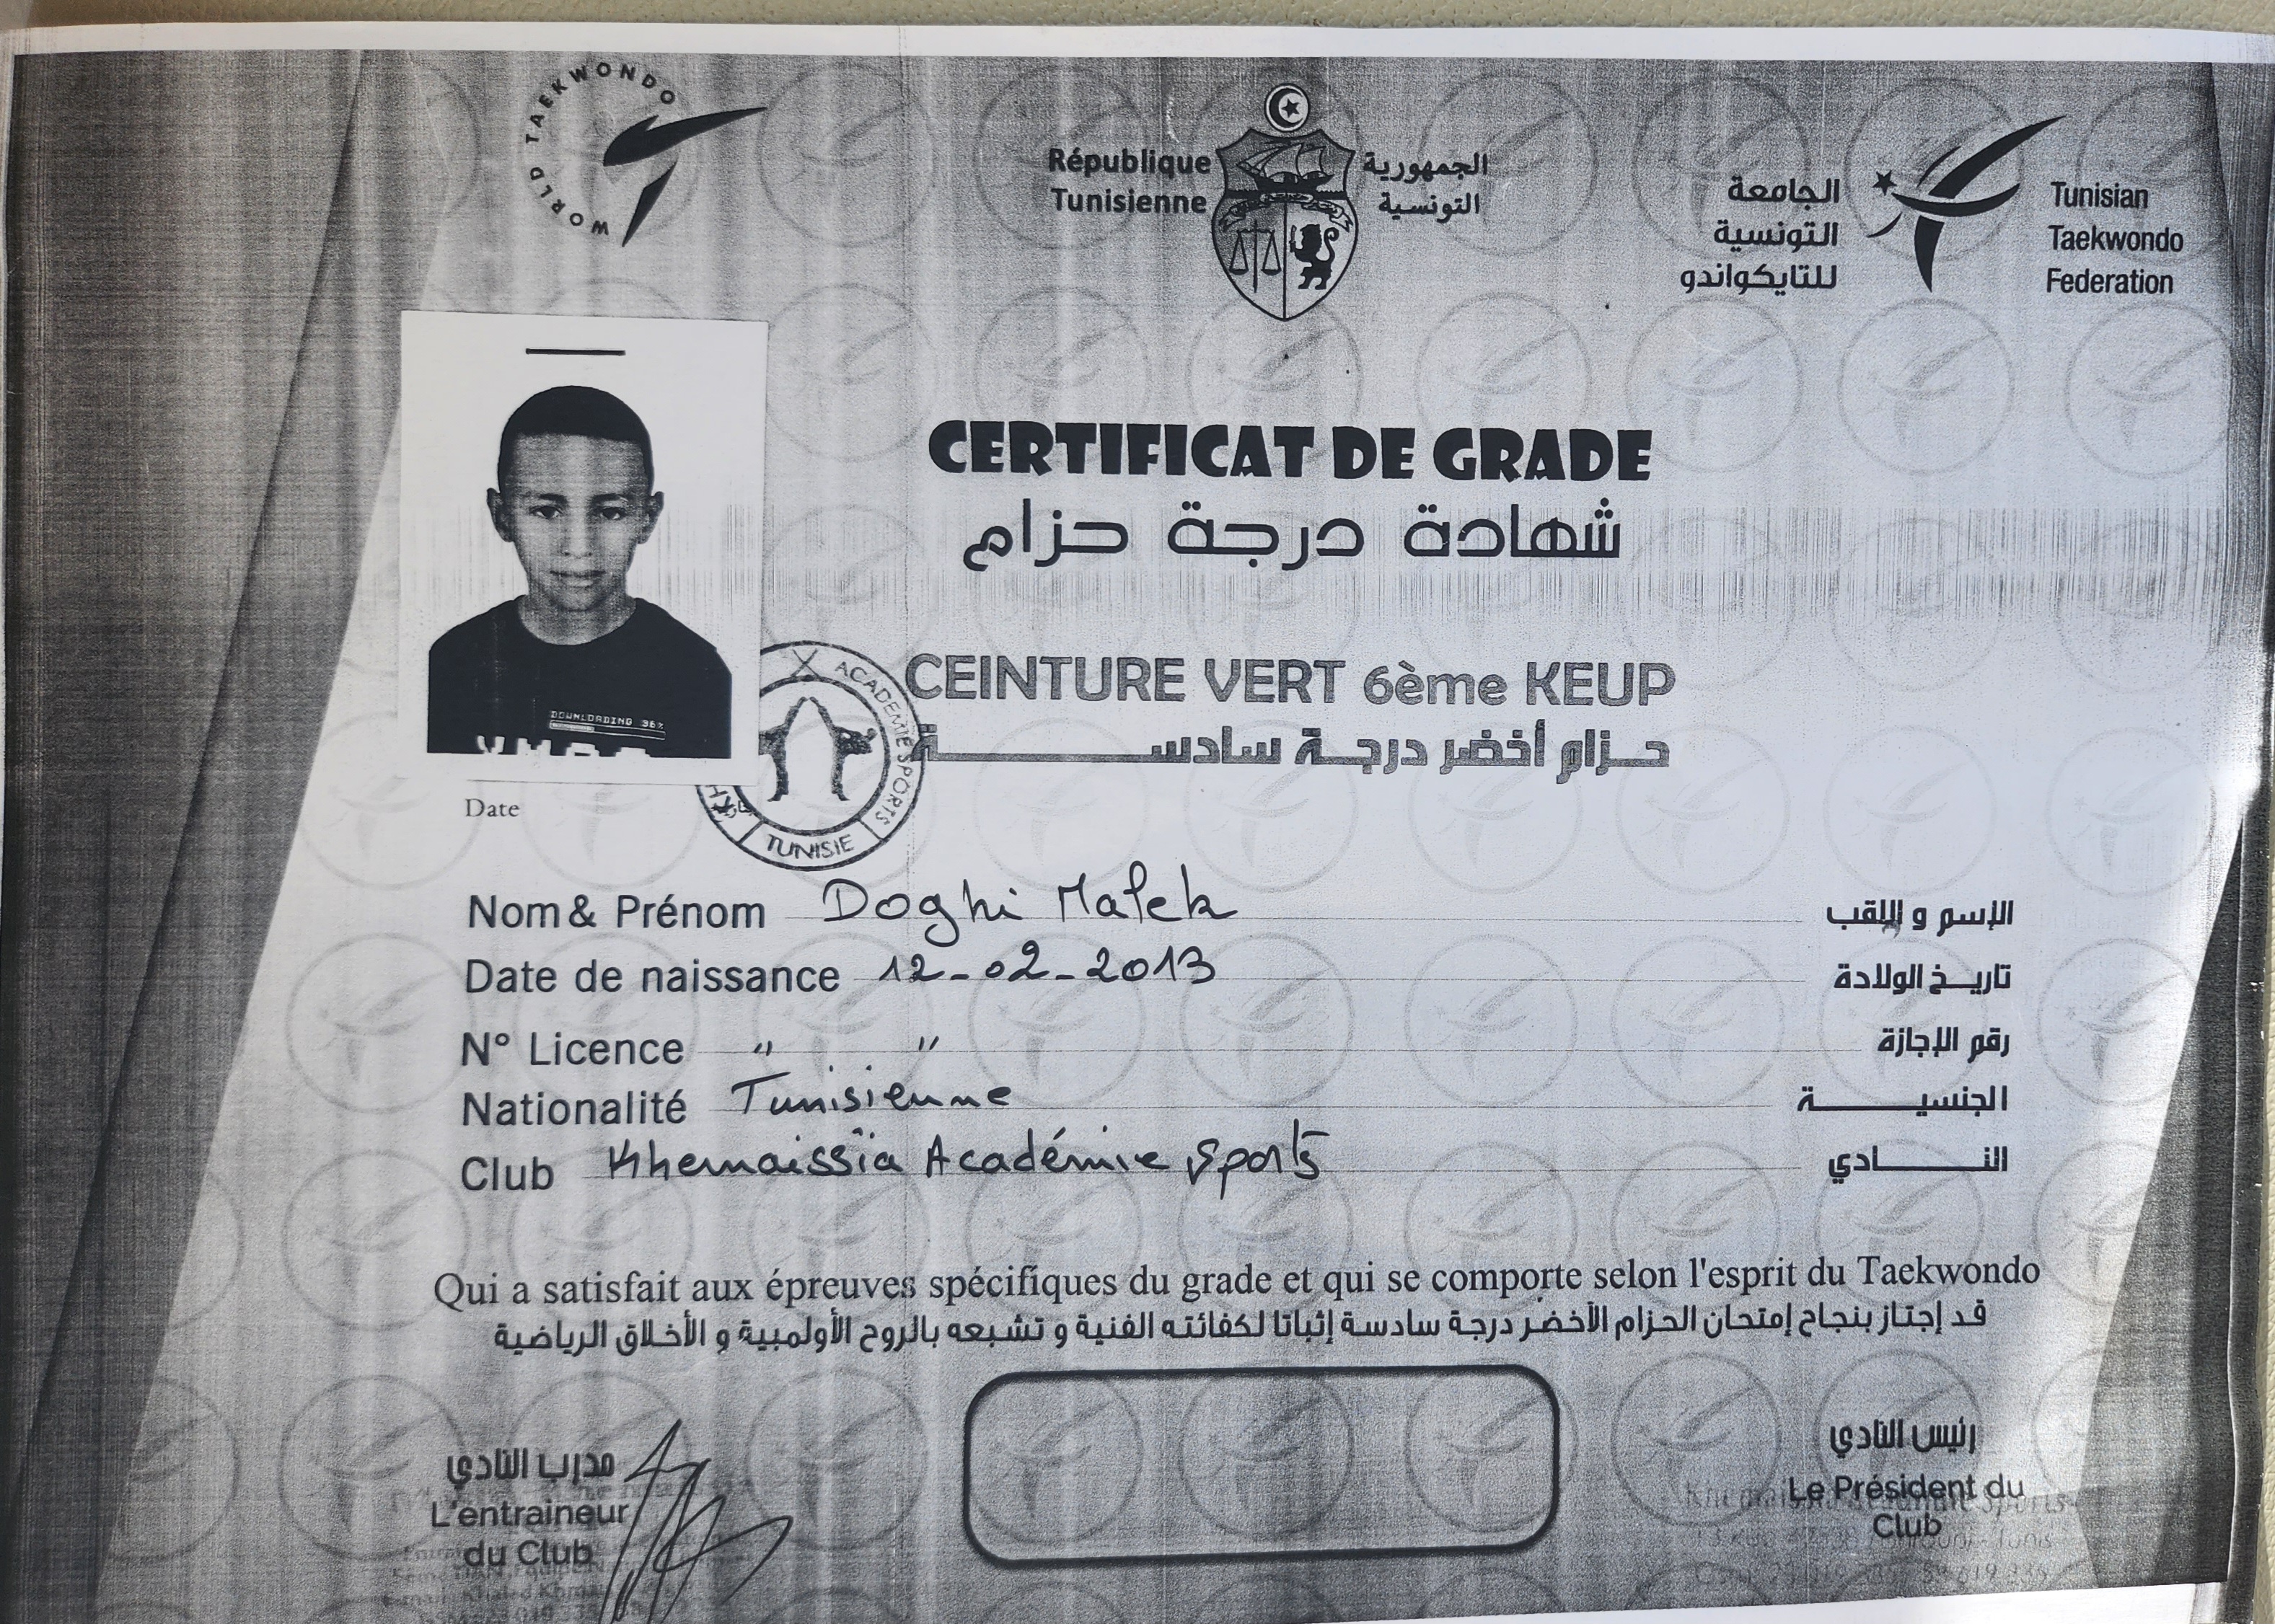 WORLD TAEKWONDO
République Tunisienne
الجمهورية التونسية
الجامعة التونسية للتايكواندو
Tunisian Taekwondo Federation
CERTIFICAT DE GRADE
شهادة درجة حزام
CEINTURE VERT 6ème KEUP
حزام أخضر درجة سادسة
DOWNLOADING 36%
ACADEMIE SPORTS
TUNISIE
Date
Nom & Prénom Doghi Malek الإسم و اللقب
Date de naissance 12-02-2013 تاريخ الولادة
N° Licence " " رقم الإجازة
Nationalité Tunisienne الجنسية
Club Khemaissïa Académie Sports النادي
Qui a satisfait aux épreuves spécifiques du grade et qui se comporte selon l'esprit du Taekwondo
قد إجتاز بنجاح إمتحان الحزام الأخضر درجة سادسة إثباتا لكفائته الفنية و تشبعه بالروح الأولمبية و الأخلاق الرياضية
مدرب النادي
L'entraineur
du Club
رئيس النادي
Le Président du
Club